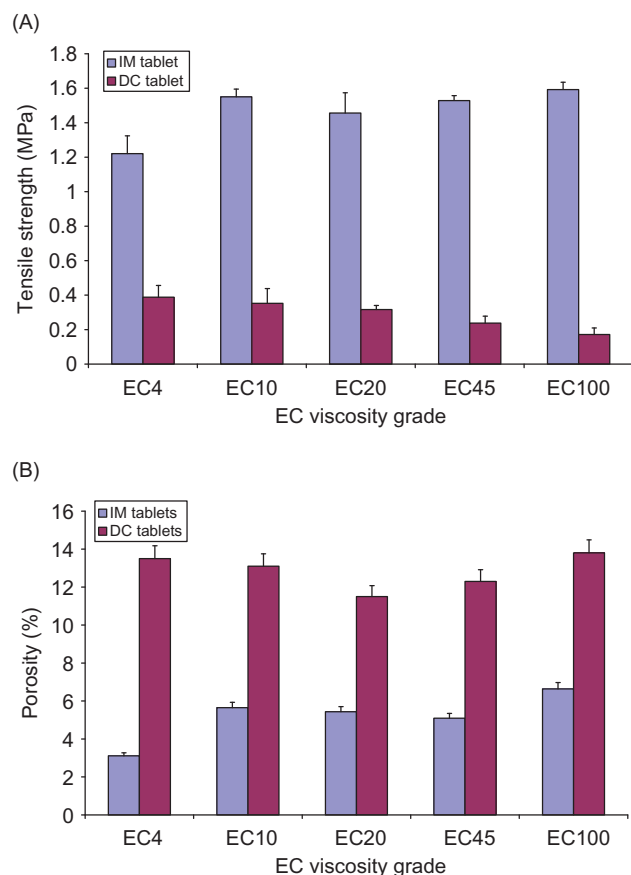 (A)
IM tablet
DC tablet
Tensile strength (MPa)
1.8
1.6
1.4
1.2
1
0.8
0.6
0.4
0.2
0
EC4 EC10 EC20 EC45 EC100
EC viscosity grade
(B)
IM tablets
DC tablets
Porosity (%)
16
14
12
10
8
6
4
2
0
EC4 EC10 EC20 EC45 EC100
EC viscosity grade